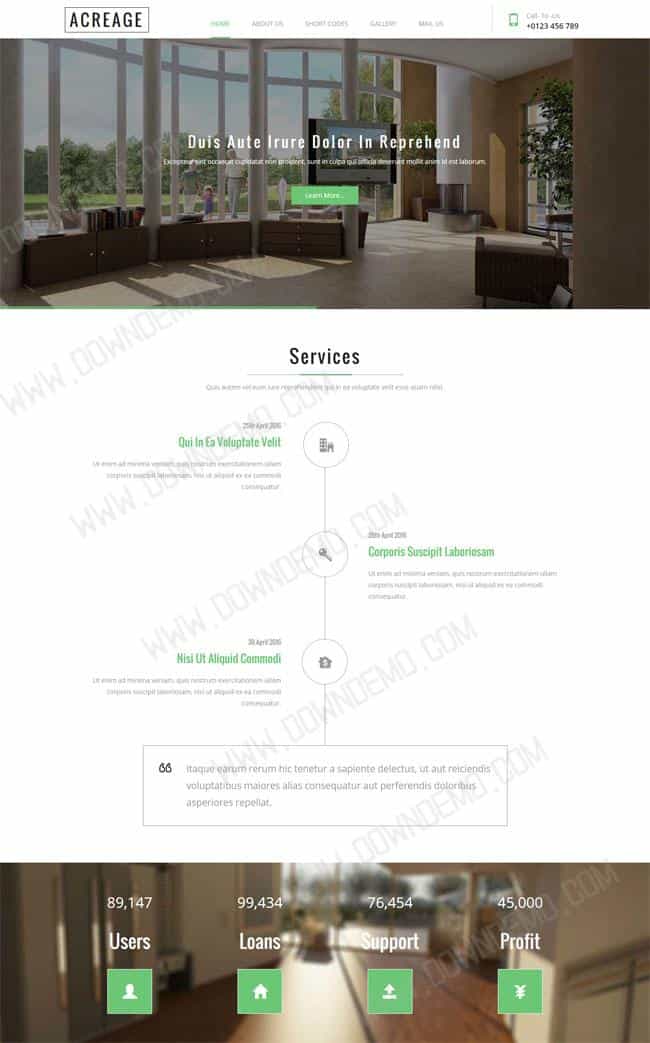 ACREAGE
HOME ABOUT US SHORT CODES GALLERY MAIL US
Call-To-Us
+0123 456 789
Duis Aute Irure Dolor In Reprehend
Excepteur sint occaecat cupidatat non proident, sunt in culpa qui officia deserunt mollit anim id est laborum.
Learn More...
Services
Quis autem vel eum iure reprehenderit qui in ea voluptate velit esse quam nihil.
25th April 2016
Qui In Ea Voluptate Velit
Ut enim ad minima veniam, quis nostrum exercitationem ullam
corporis suscipit laboriosam, nisi ut aliquid ex ea commodi
consequatur.
28th April 2016
Corporis Suscipit Laboriosam
Ut enim ad minima veniam, quis nostrum exercitationem ullam
corporis suscipit laboriosam, nisi ut aliquid ex ea commodi
consequatur.
30 April 2016
Nisi Ut Aliquid Commodi
Ut enim ad minima veniam, quis nostrum exercitationem ullam
corporis suscipit laboriosam, nisi ut aliquid ex ea commodi
consequatur.
Itaque earum rerum hic tenetur a sapiente delectus, ut aut reiciendis
voluptatibus maiores alias consequatur aut perferendis doloribus
asperiores repellat.
89,147 99,434 76,454 45,000
Users Loans Support Profit
WWW.DOWNDEMO.COM
WWW.DOWNDEMO.COM
WWW.DOWNDEMO.COM
WWW.DOWNDEMO.COM